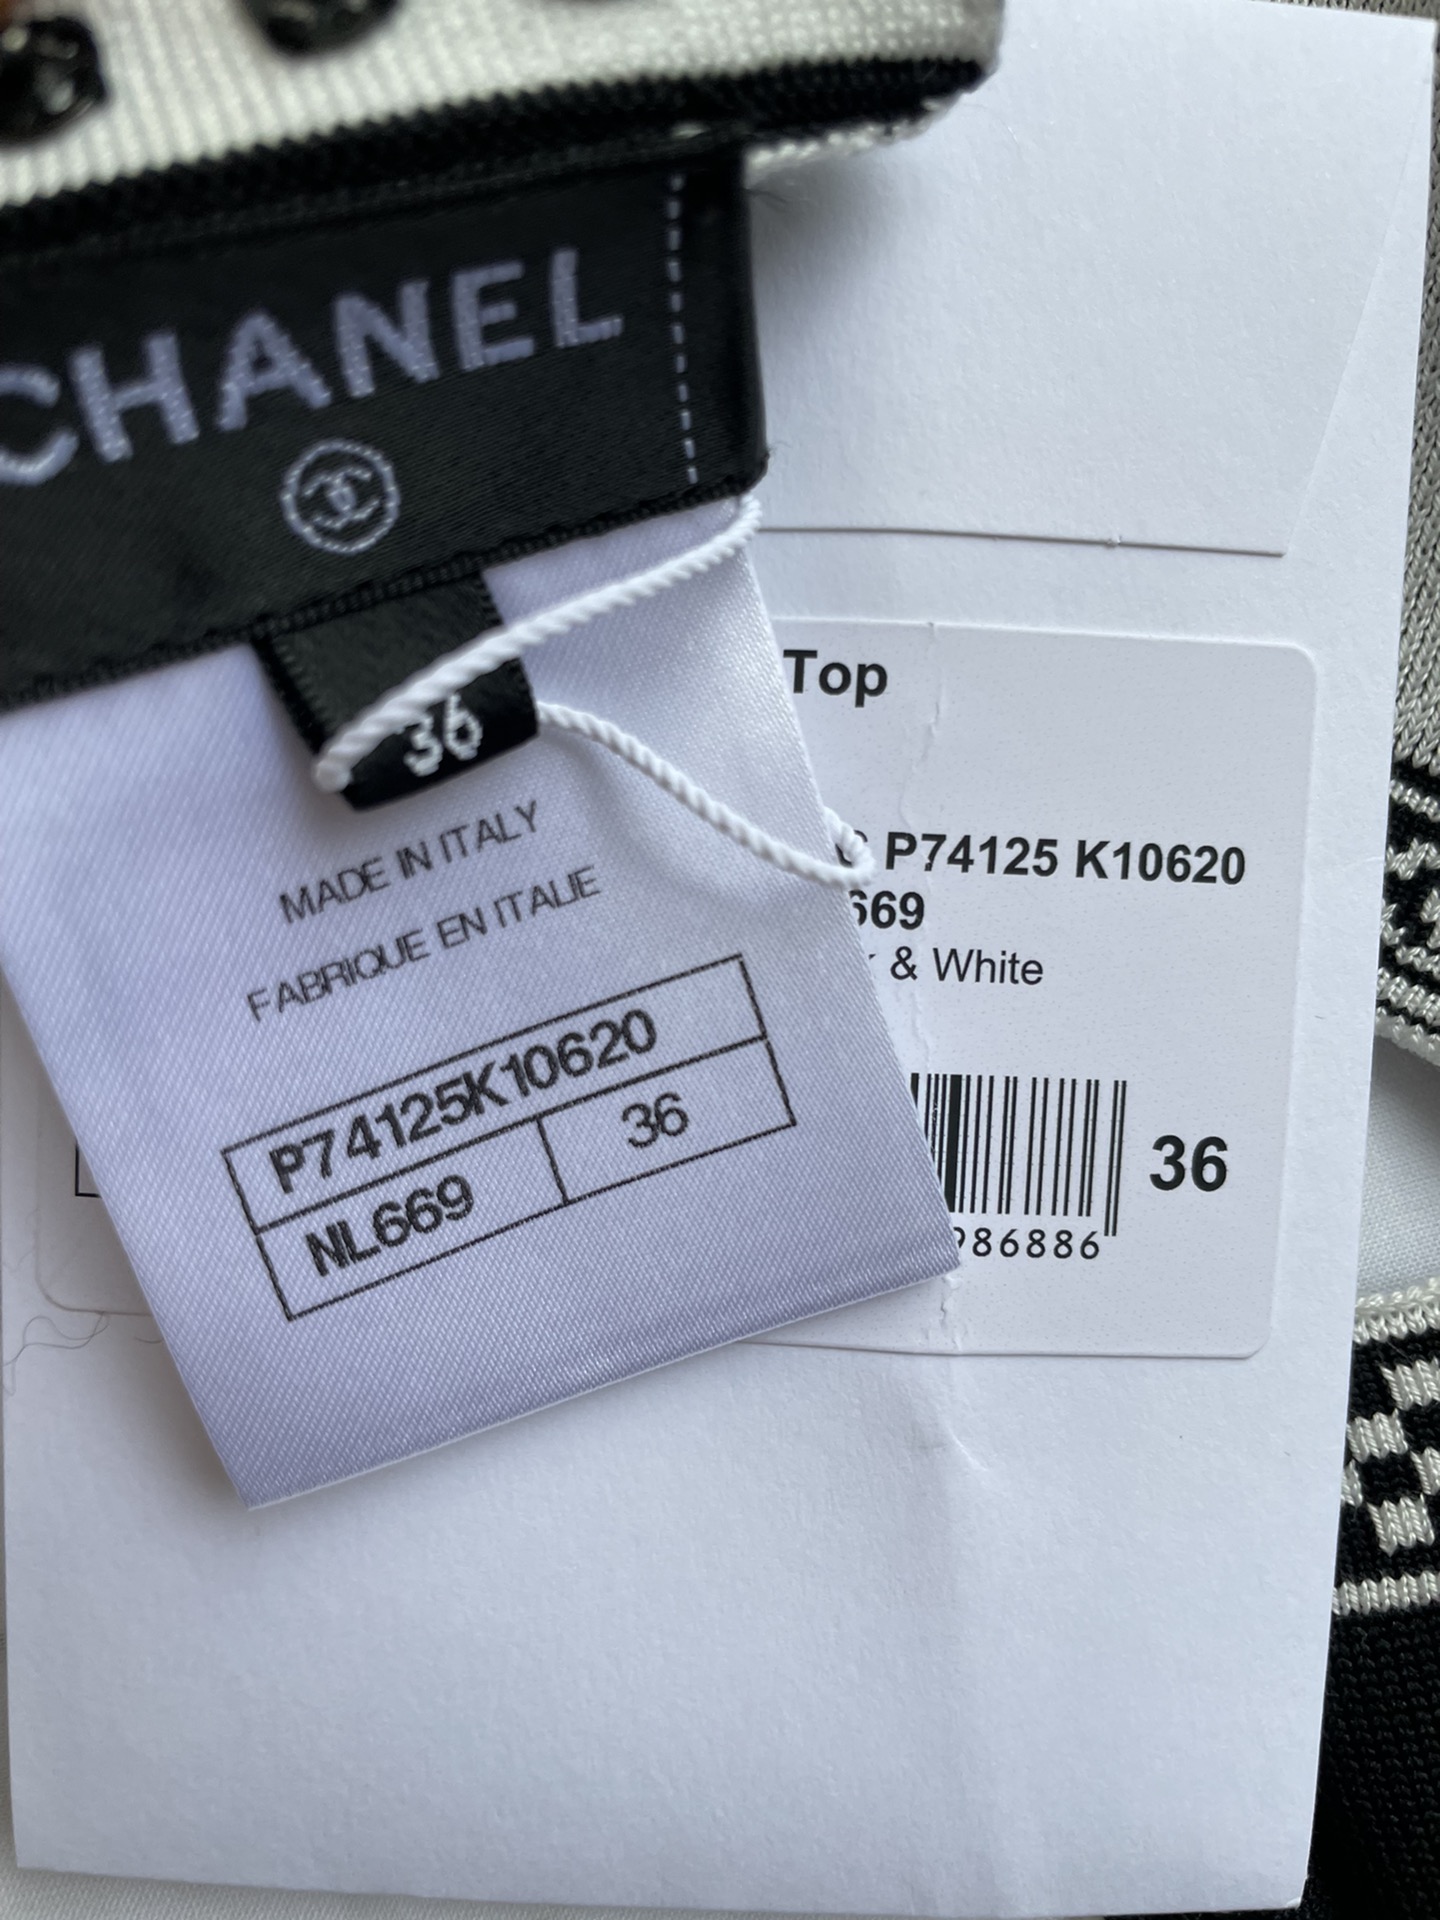 CHANEL
36
MADE IN ITALY
FABRIQUE EN ITALIE
P74125K10620
NL669
36
Top
P74125 K10620
669
& White
36
986886